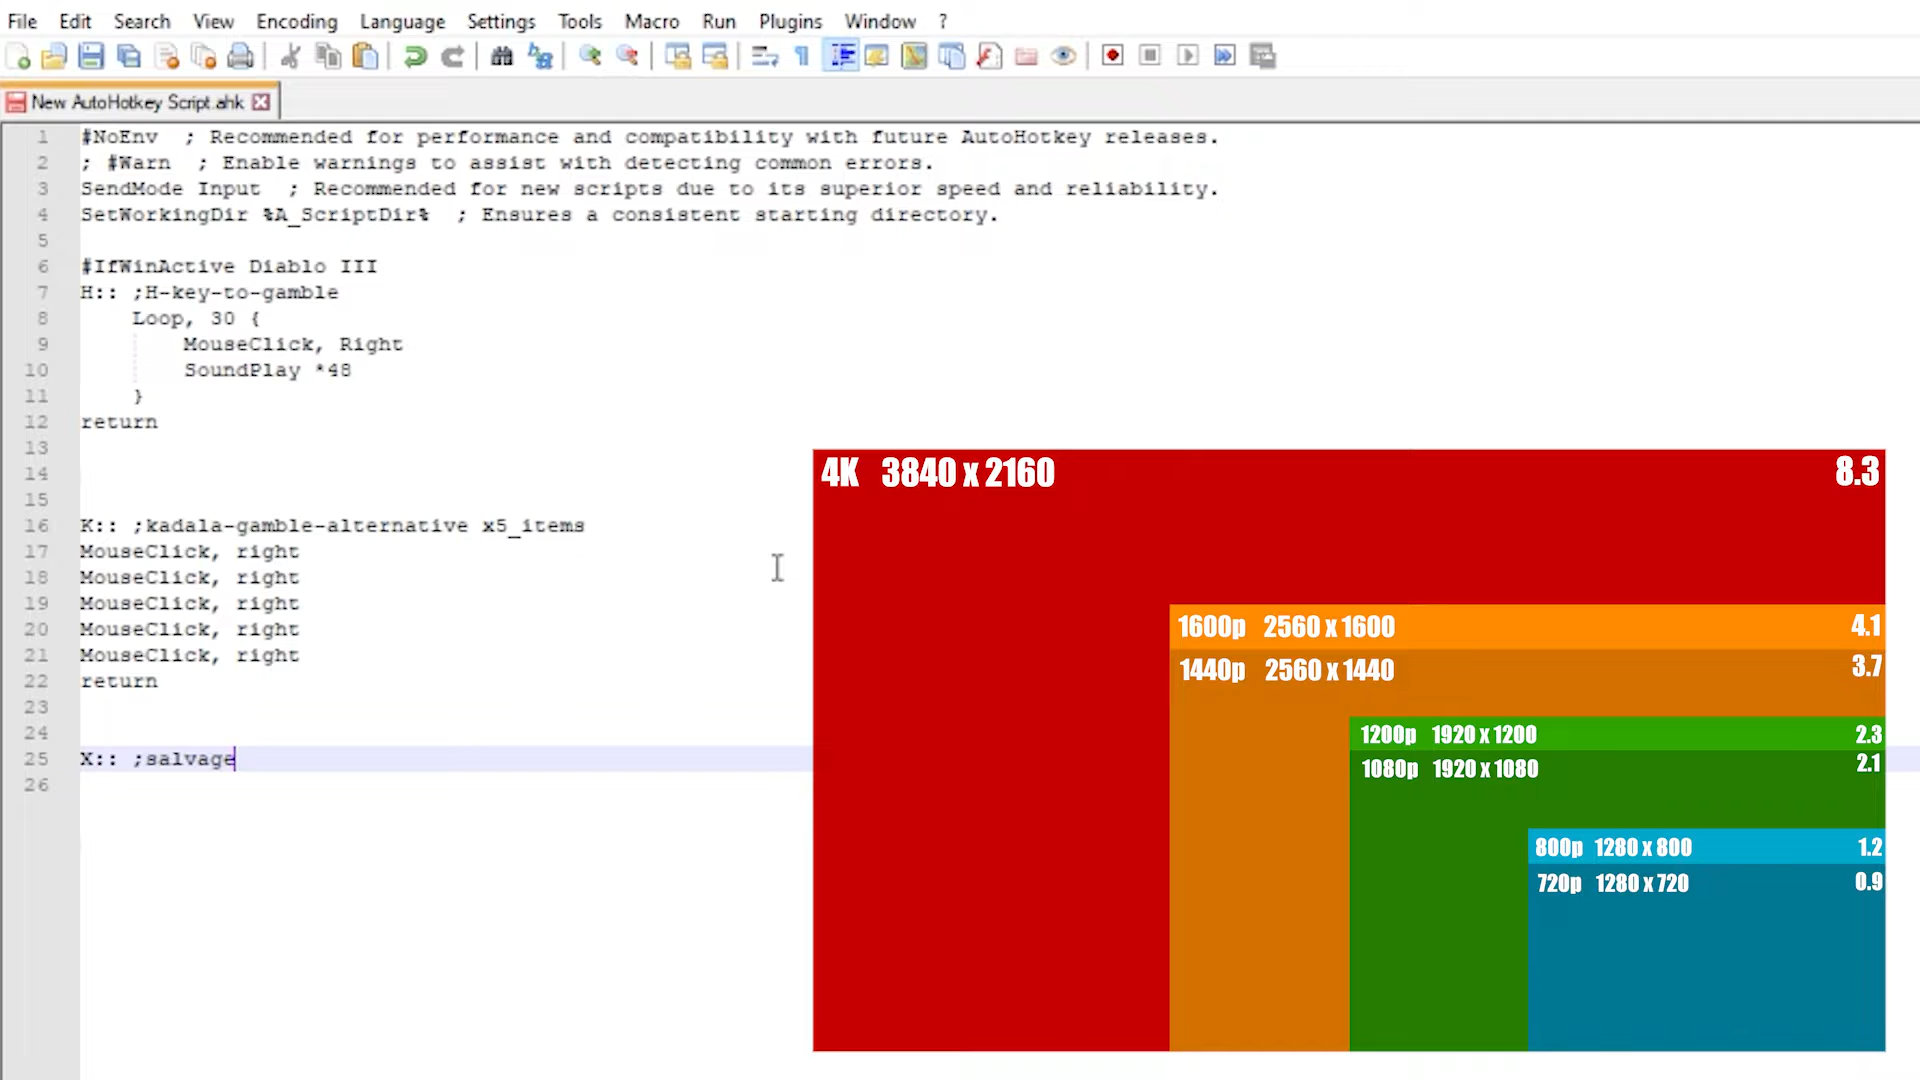 File Edit Search View Encoding Language Settings Tools Macro Run Plugins Window ?
New AutoHotkey Script.ahk
1 #NoEnv  ; Recommended for performance and compatibility with future AutoHotkey releases.
2 ; #Warn  ; Enable warnings to assist with detecting common errors.
3 SendMode Input  ; Recommended for new scripts due to its superior speed and reliability.
4 SetWorkingDir %A_ScriptDir%  ; Ensures a consistent starting directory.
5
6 #IfWinActive Diablo III
7 H:: ;H-key-to-gamble
8     Loop, 30 {
9         MouseClick, Right
10         SoundPlay *48
11     }
12 return
13
14
15
16 K:: ;kadala-gamble-alternative x5_items
17 MouseClick, right
18 MouseClick, right
19 MouseClick, right
20 MouseClick, right
21 MouseClick, right
22 return
23
24
25 X:: ;salvage
26
4K 3840 x 2160 8.3
1600p 2560 x 1600 4.1
1440p 2560 x 1440 3.7
1200p 1920 x 1200 2.3
1080p 1920 x 1080 2.1
800p 1280 x 800 1.2
720p 1280 x 720 0.9